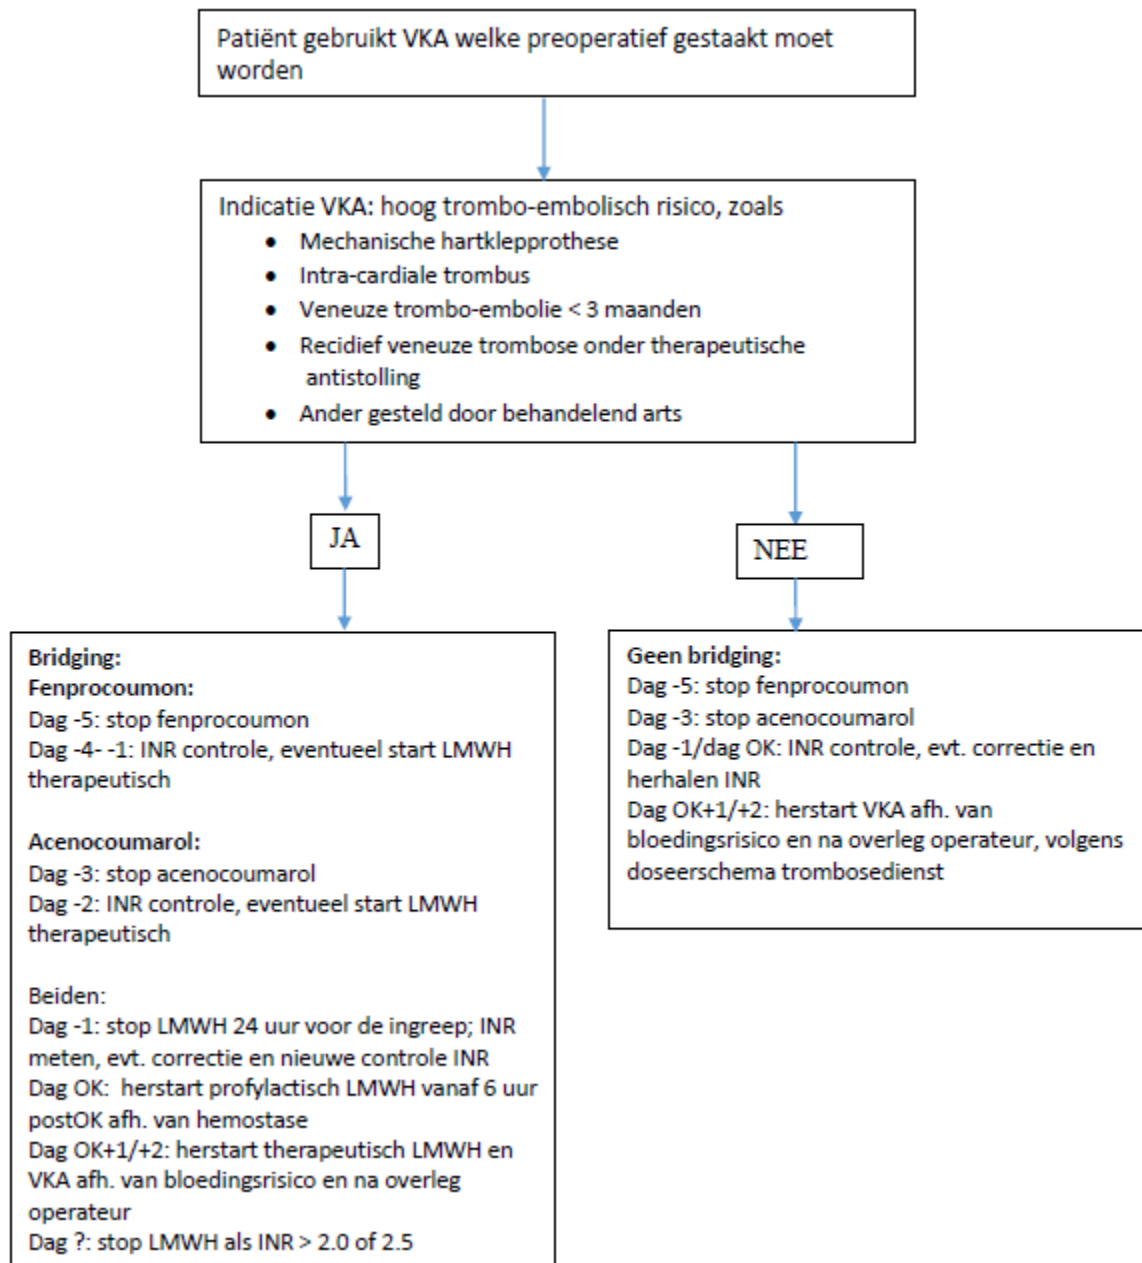 Patiënt gebruikt VKA welke preoperatief gestaakt moet
worden
Indicatie VKA: hoog trombo-embolisch risico, zoals
• Mechanische hartklepprothese
• Intra-cardiale trombus
• Veneuze trombo-embolie < 3 maanden
• Recidief veneuze trombose onder therapeutische
antistolling
• Ander gesteld door behandelend arts
JA
NEE
Bridging:
Fenprocoumon:
Dag -5: stop fenprocoumon
Dag -4- -1: INR controle, eventueel start LMWH
therapeutisch
Acenocoumarol:
Dag -3: stop acenocoumarol
Dag -2: INR controle, eventueel start LMWH
therapeutisch
Beiden:
Dag -1: stop LMWH 24 uur voor de ingreep; INR
meten, evt. correctie en nieuwe controle INR
Dag OK: herstart profylactisch LMWH vanaf 6 uur
postOK afh. van hemostase
Dag OK+1/+2: herstart therapeutisch LMWH en
VKA afh. van bloedingsrisico en na overleg
operateur
Dag ?: stop LMWH als INR > 2.0 of 2.5
Geen bridging:
Dag -5: stop fenprocoumon
Dag -3: stop acenocoumarol
Dag -1/dag OK: INR controle, evt. correctie en
herhalen INR
Dag OK+1/+2: herstart VKA afh. van
bloedingsrisico en na overleg operateur, volgens
doseerschema trombosedienst